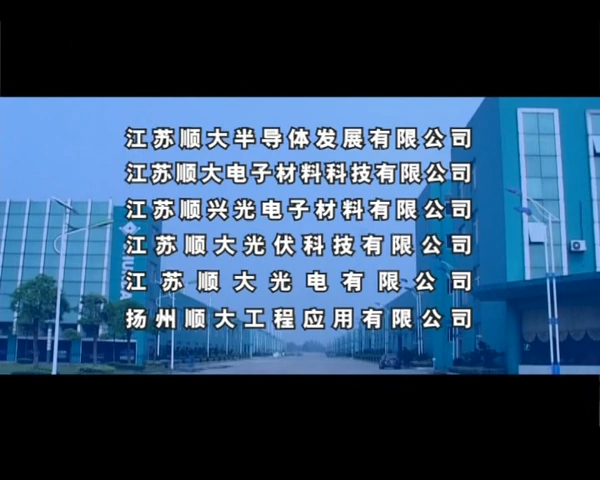 江苏顺大半导体发展有限公司
江苏顺大电子材料科技有限公司
江苏顺兴光电子材料有限公司
江苏顺大光伏科技有限公司
江苏顺大光电有限公司
扬州顺大工程应用有限公司